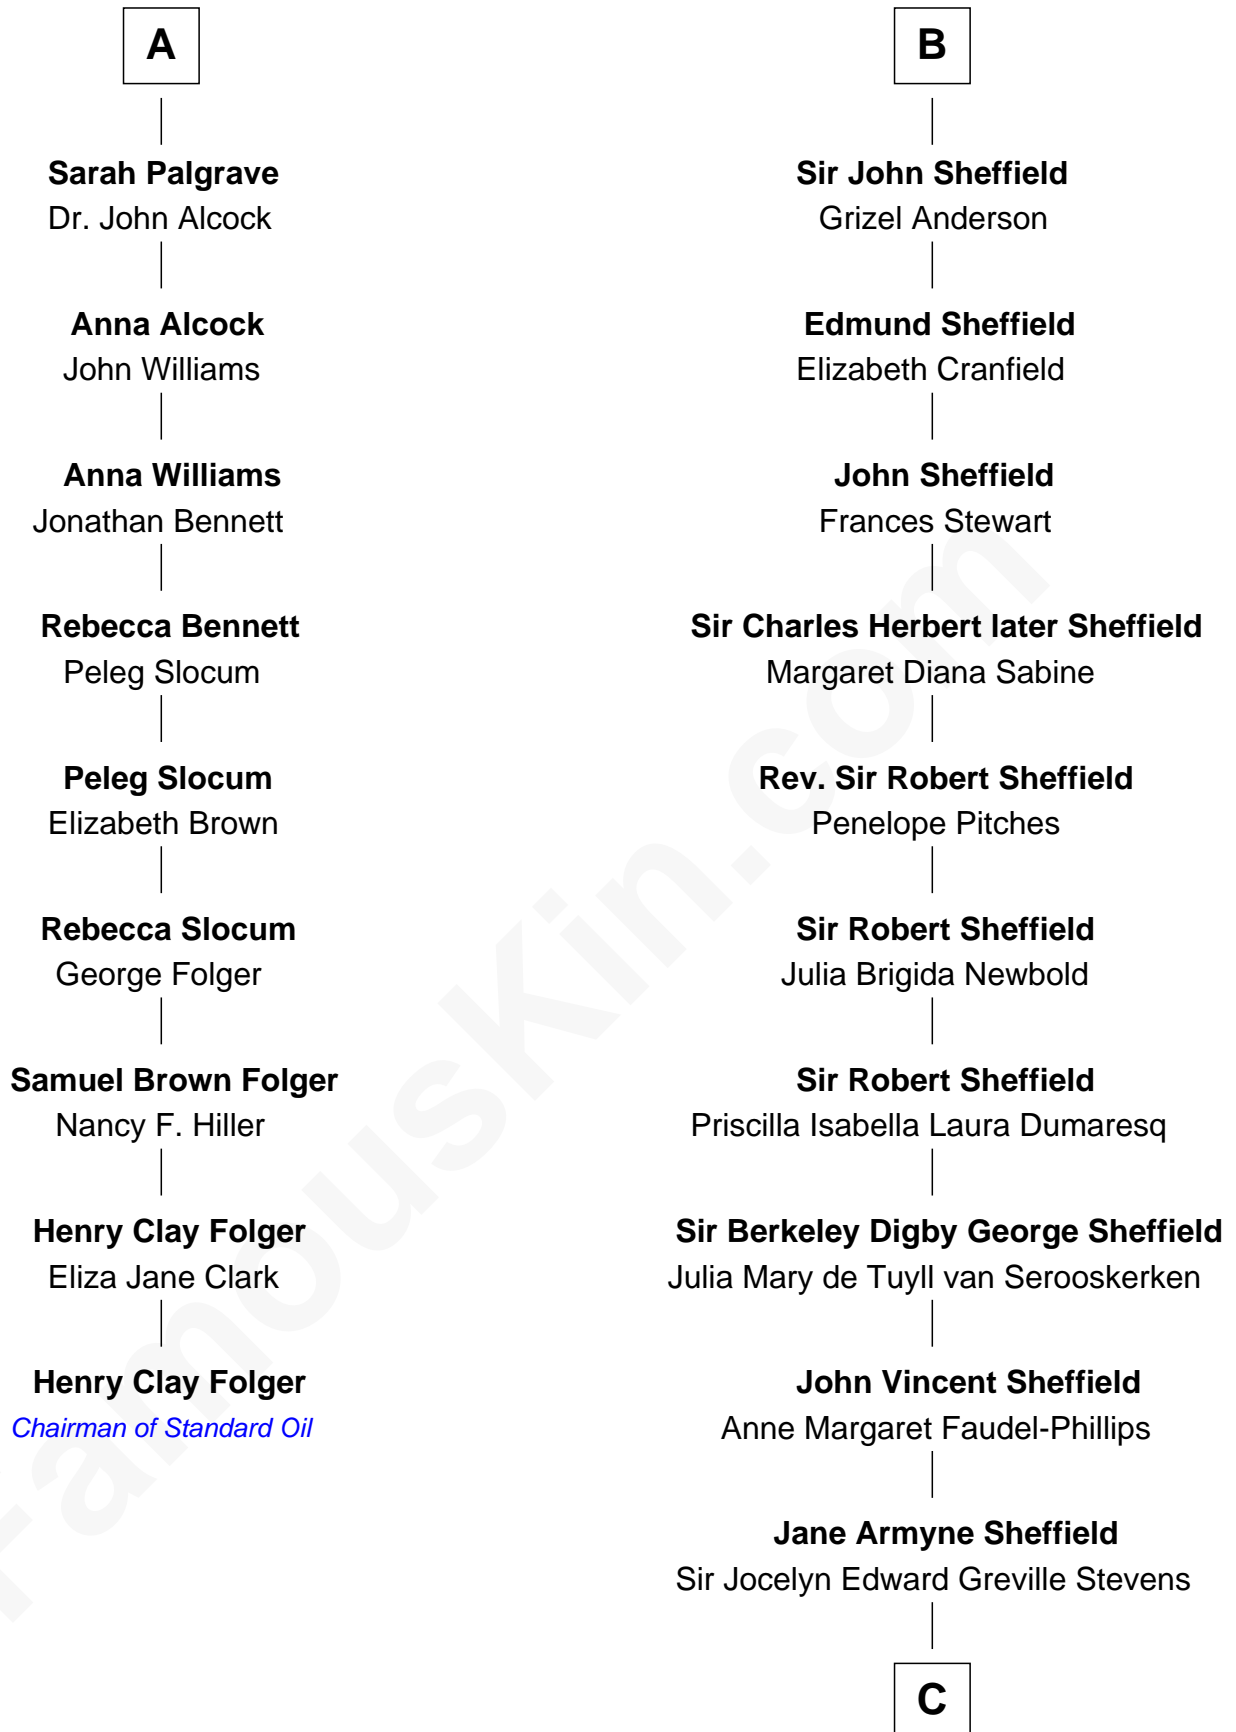 A
Sarah Palgrave
Dr. John Alcock
Anna Alcock
John Williams
Anna Williams
Jonathan Bennett
Rebecca Bennett
Peleg Slocum
Peleg Slocum
Elizabeth Brown
Rebecca Slocum
George Folger
Samuel Brown Folger
Nancy F. Hiller
Henry Clay Folger
Eliza Jane Clark
Henry Clay Folger
Chairman of Standard Oil
B
Sir John Sheffield
Grizel Anderson
Edmund Sheffield
Elizabeth Cranfield
John Sheffield
Frances Stewart
Sir Charles Herbert later Sheffield
Margaret Diana Sabine
Rev. Sir Robert Sheffield
Penelope Pitches
Sir Robert Sheffield
Julia Brigida Newbold
Sir Robert Sheffield
Priscilla Isabella Laura Dumaresq
Sir Berkeley Digby George Sheffield
Julia Mary de Tuyll van Serooskerken
John Vincent Sheffield
Anne Margaret Faudel-Phillips
Jane Armyne Sheffield
Sir Jocelyn Edward Greville Stevens
C
FamousKin.com